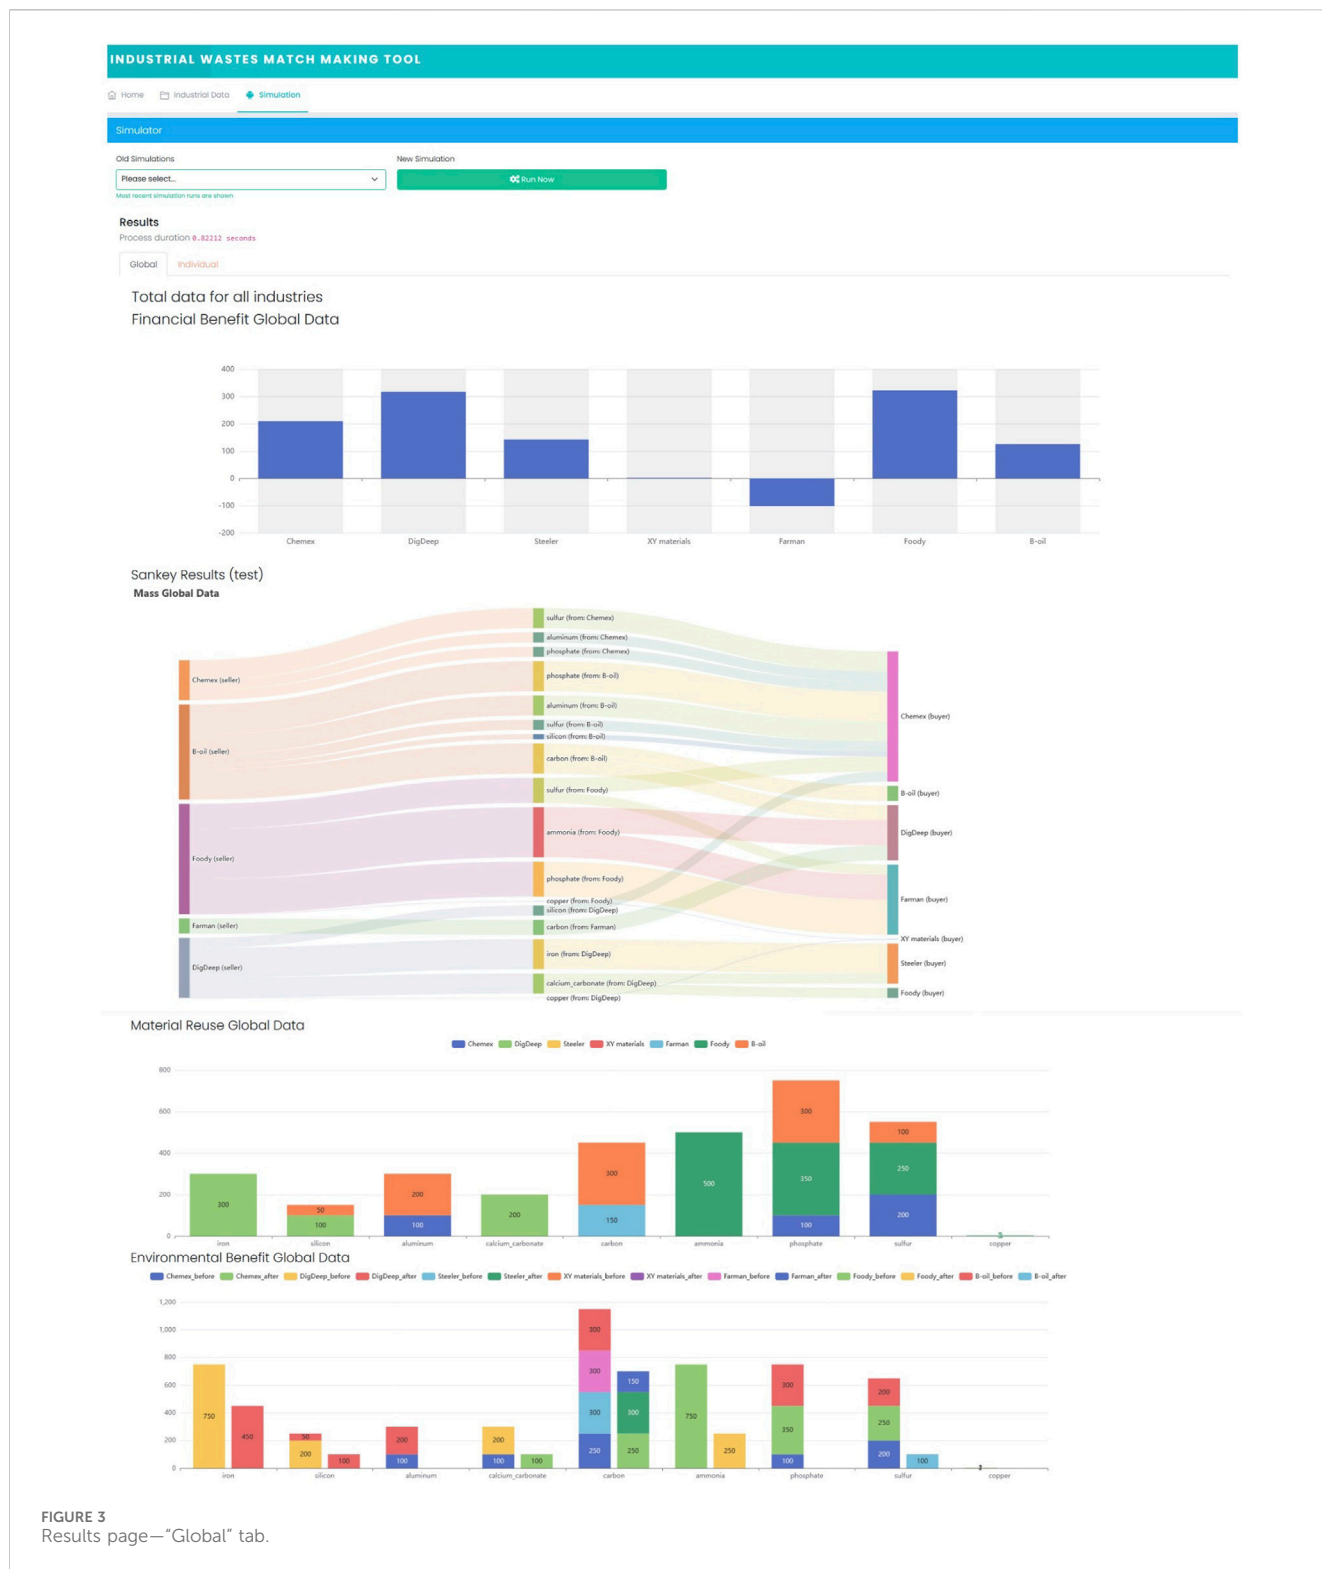 INDUSTRIAL WASTES MATCH MAKING TOOL
Home Industrial Data Simulation
Simulator
Old Simulations New Simulation
Please select... Run Now
Most recent simulation runs are shown
Results
Process duration 0.82212 seconds
Global Individual
Total data for all industries
Financial Benefit Global Data
400
300
200
100
0
-100
-200
Chemex DigDeep Steeler XY materials Farman Foody B-oil
Sankey Results (test)
Mass Global Data
sulfur (from: Chemex)
aluminum (from: Chemex)
phosphate (from: Chemex)
phosphate (from: B-oil)
Chemex (seller)
aluminum (from: B-oil)
Chemex (buyer)
sulfur (from: B-oil)
silicon (from: B-oil)
B-oil (seller)
carbon (from: B-oil)
sulfur (from: Foody)
B-oil (buyer)
ammonia (from: Foody)
DigDeep (buyer)
Foody (seller)
phosphate (from: Foody)
copper (from: Foody)
Farman (buyer)
silicon (from: DigDeep)
Farman (seller)
carbon (from: Farman)
XY materials (buyer)
iron (from: DigDeep)
Steeler (buyer)
DigDeep (seller)
calcium_carbonate (from: DigDeep)
Foody (buyer)
copper (from: DigDeep)
Material Reuse Global Data
Chemex DigDeep Steeler XY materials Farman Foody B-oil
800
600
400
200
0
300
50
100
200
100
200
300
150
500
300
350
100
100
250
200
iron silicon aluminum calcium_carbonate carbon ammonia phosphate sulfur copper
Environmental Benefit Global Data
Chemex_before Chemex_after DigDeep_before DigDeep_after Steeler_before Steeler_after XY materials_before XY materials_after Farman_before Farman_after Foody_before Foody_after B-oil_before B-oil_after
1,200
1,000
800
600
400
200
0
750
450
50
200
100
200
100
200
100
100
300
300
300
250
150
300
250
750
250
300
350
100
200
250
200
100
iron silicon aluminum calcium_carbonate carbon ammonia phosphate sulfur copper
FIGURE 3
Results page—“Global” tab.